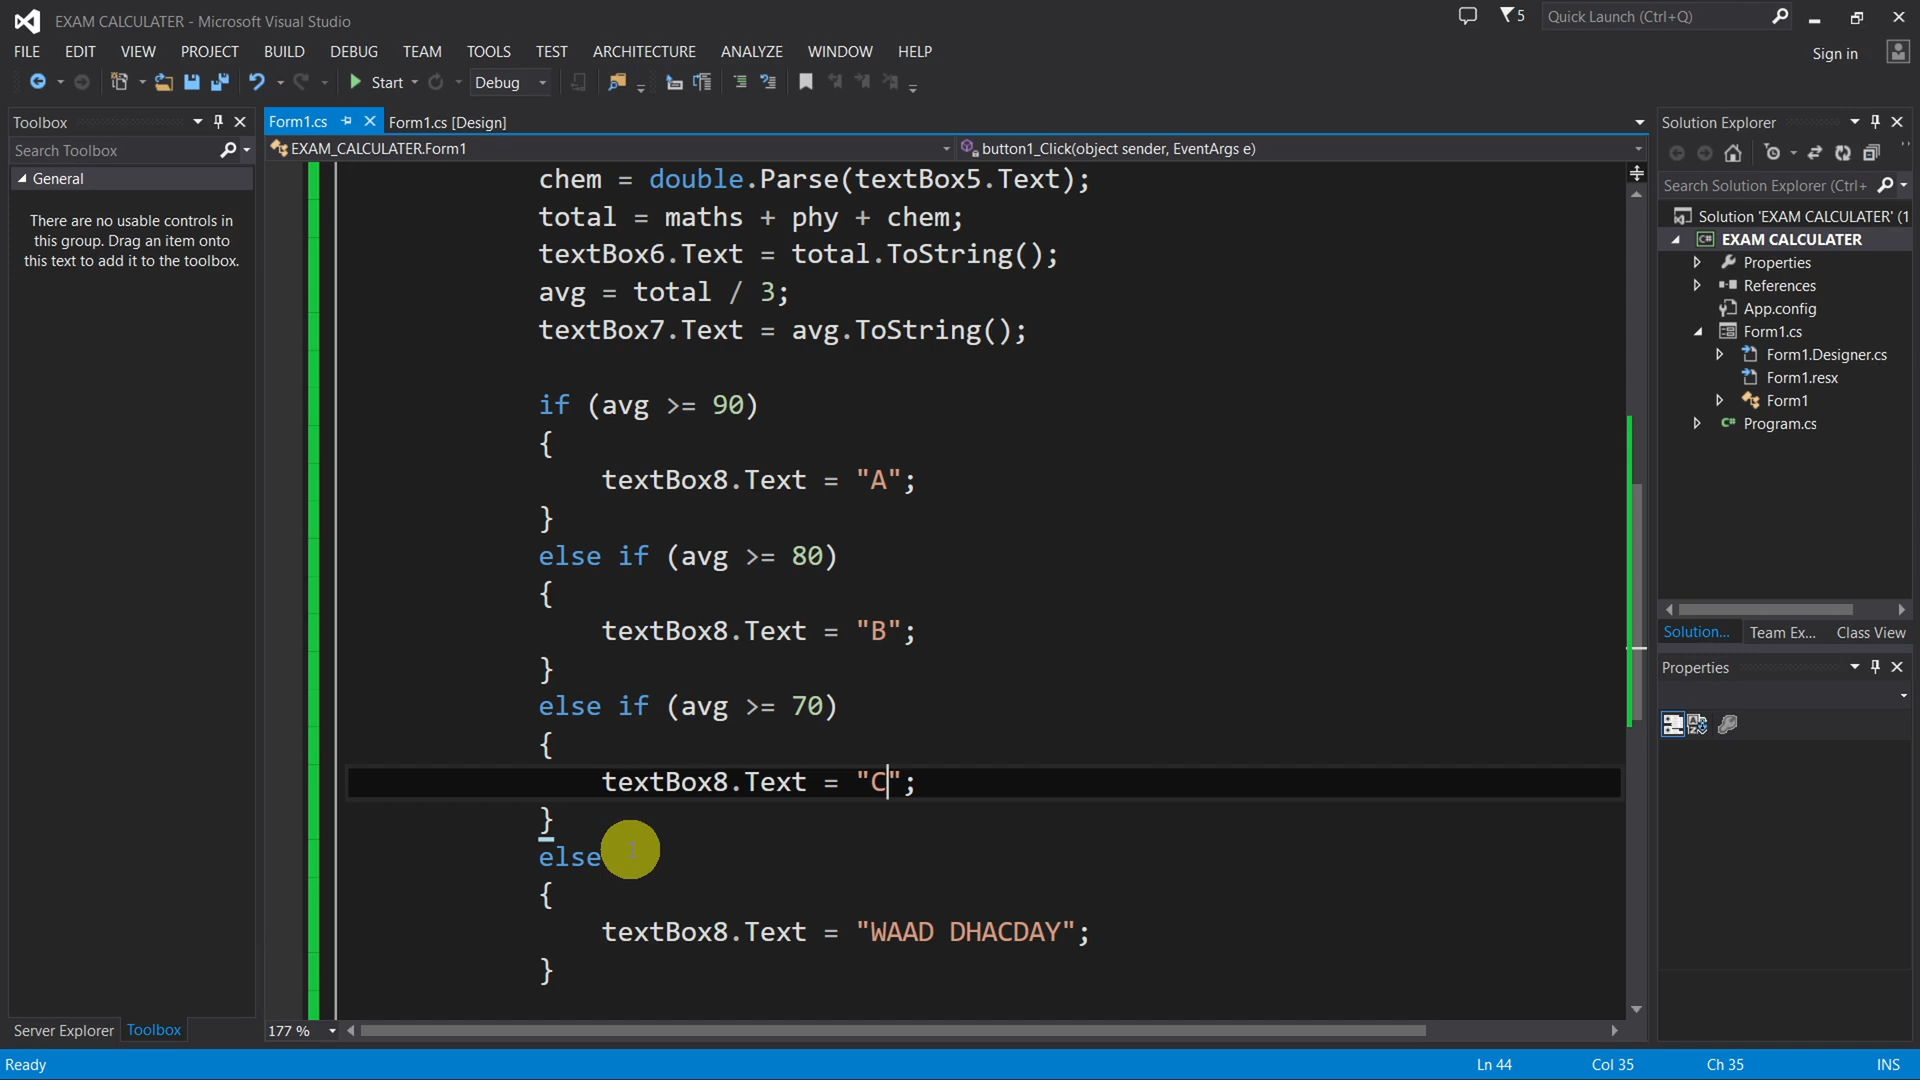 EXAM CALCULATER - Microsoft Visual Studio
5
Quick Launch (Ctrl+Q)
FILE EDIT VIEW PROJECT BUILD DEBUG TEAM TOOLS TEST ARCHITECTURE ANALYZE WINDOW HELP
Sign in
Start Debug
Toolbox
Search Toolbox
General
There are no usable controls in
this group. Drag an item onto
this text to add it to the toolbox.
Server Explorer Toolbox
Form1.cs Form1.cs [Design]
EXAM_CALCULATER.Form1 button1_Click(object sender, EventArgs e)
chem = double.Parse(textBox5.Text);
total = maths + phy + chem;
textBox6.Text = total.ToString();
avg = total / 3;
textBox7.Text = avg.ToString();
if (avg >= 90)
{
textBox8.Text = "A";
}
else if (avg >= 80)
{
textBox8.Text = "B";
}
else if (avg >= 70)
{
textBox8.Text = "C";
}
else
{
textBox8.Text = "WAAD DHACDAY";
}
177 %
Solution Explorer
Search Solution Explorer (Ctrl+
Solution 'EXAM CALCULATER' (1
C# EXAM CALCULATER
Properties
References
App.config
Form1.cs
Form1.Designer.cs
Form1.resx
Form1
C# Program.cs
Solution... Team Ex... Class View
Properties
Ready Ln 44 Col 35 Ch 35 INS